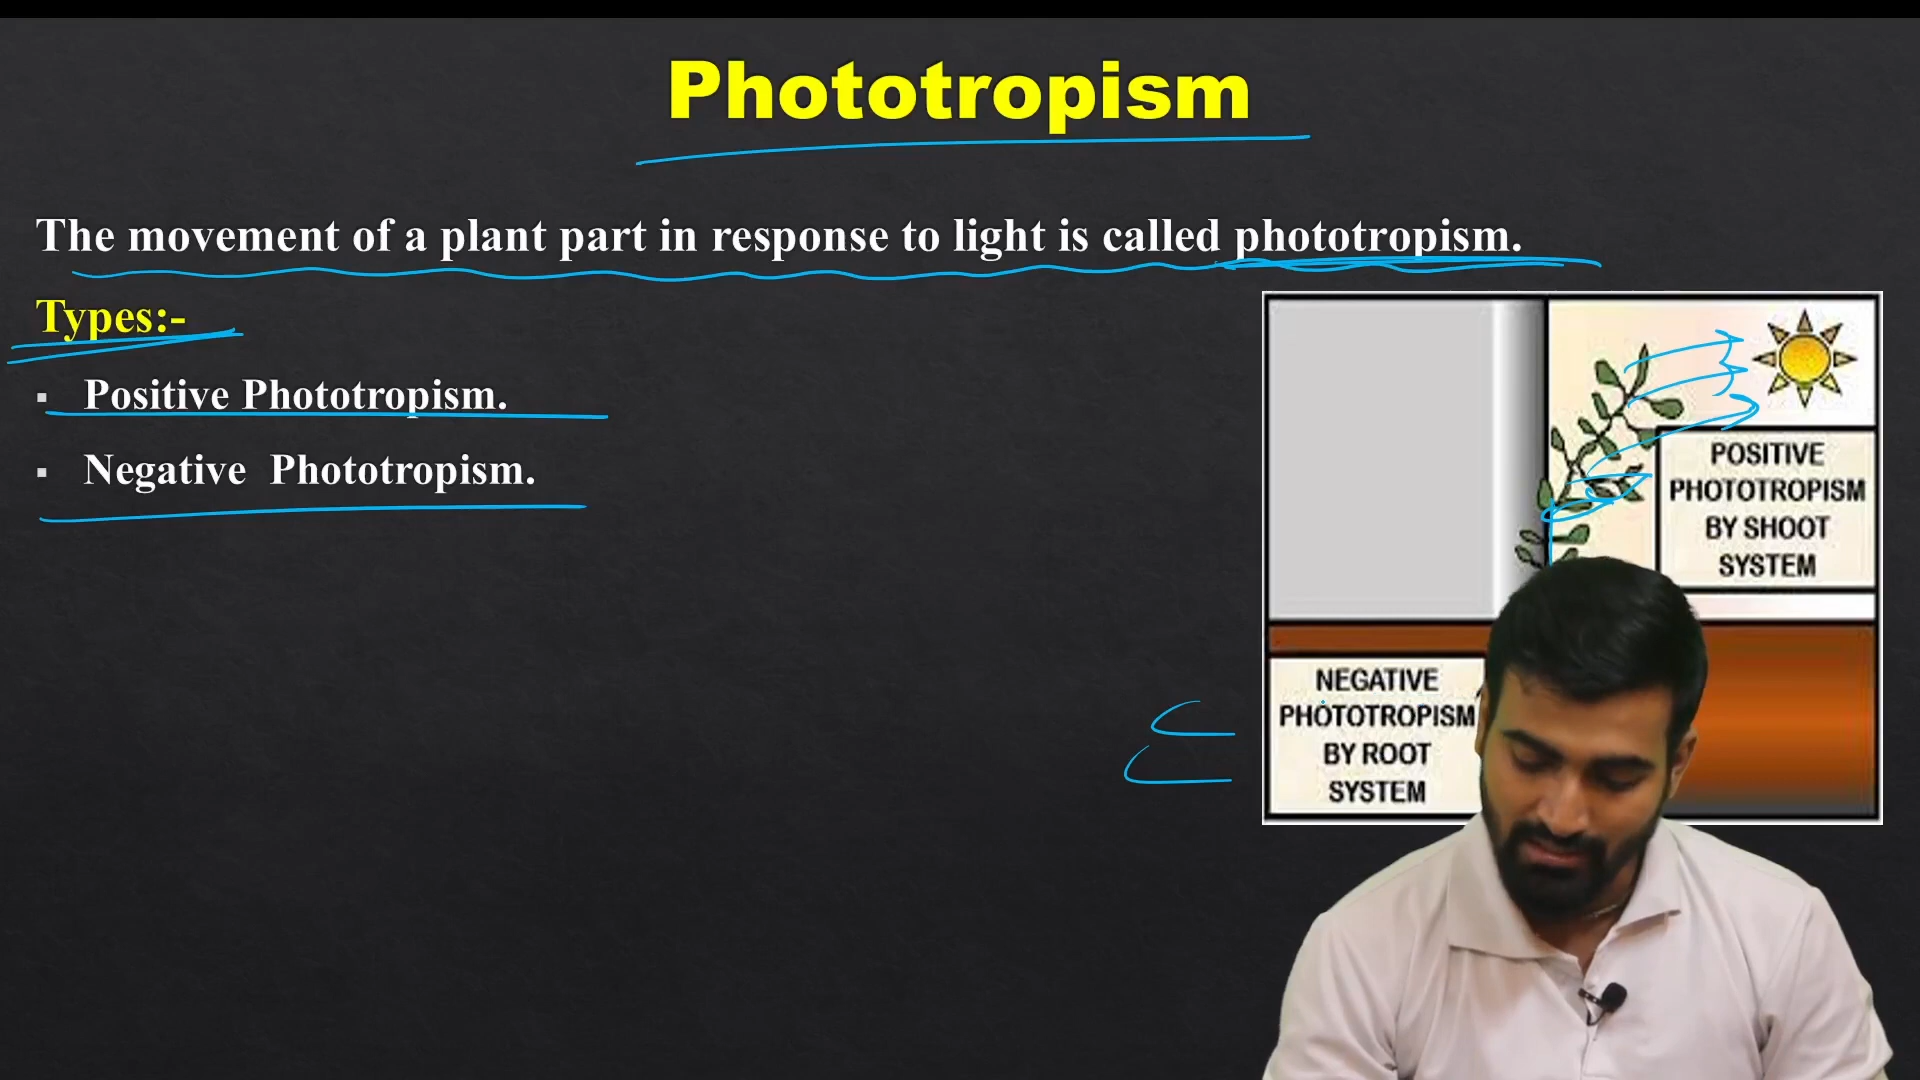 Phototropism
The movement of a plant part in response to light is called phototropism.
Types:-
▪ Positive Phototropism.
▪ Negative Phototropism.
POSITIVE
PHOTOTROPISM
BY SHOOT
SYSTEM
NEGATIVE
PHOTOTROPISM
BY ROOT
SYSTEM